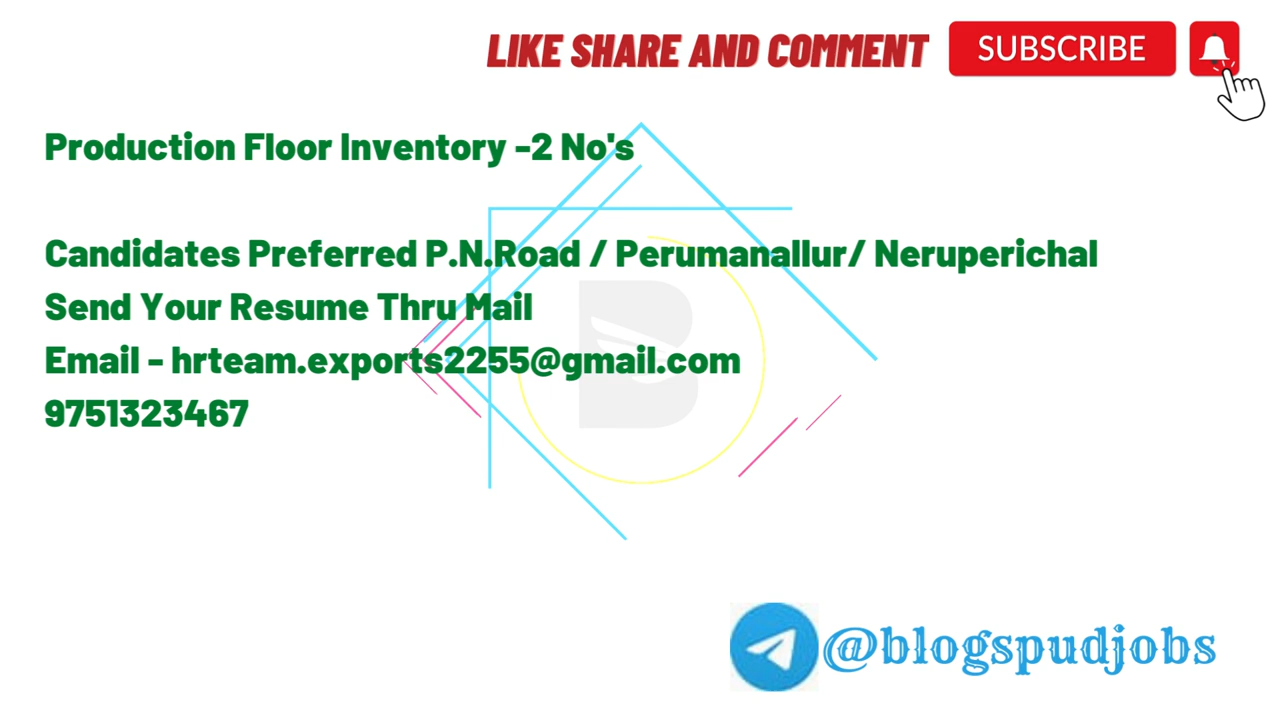 LIKE SHARE AND COMMENT
SUBSCRIBE
Production Floor Inventory -2 No's
Candidates Preferred P.N.Road / Perumanallur/ Neruperichal
Send Your Resume Thru Mail
Email - hrteam.exports2255@gmail.com
9751323467
B
@blogspudjobs